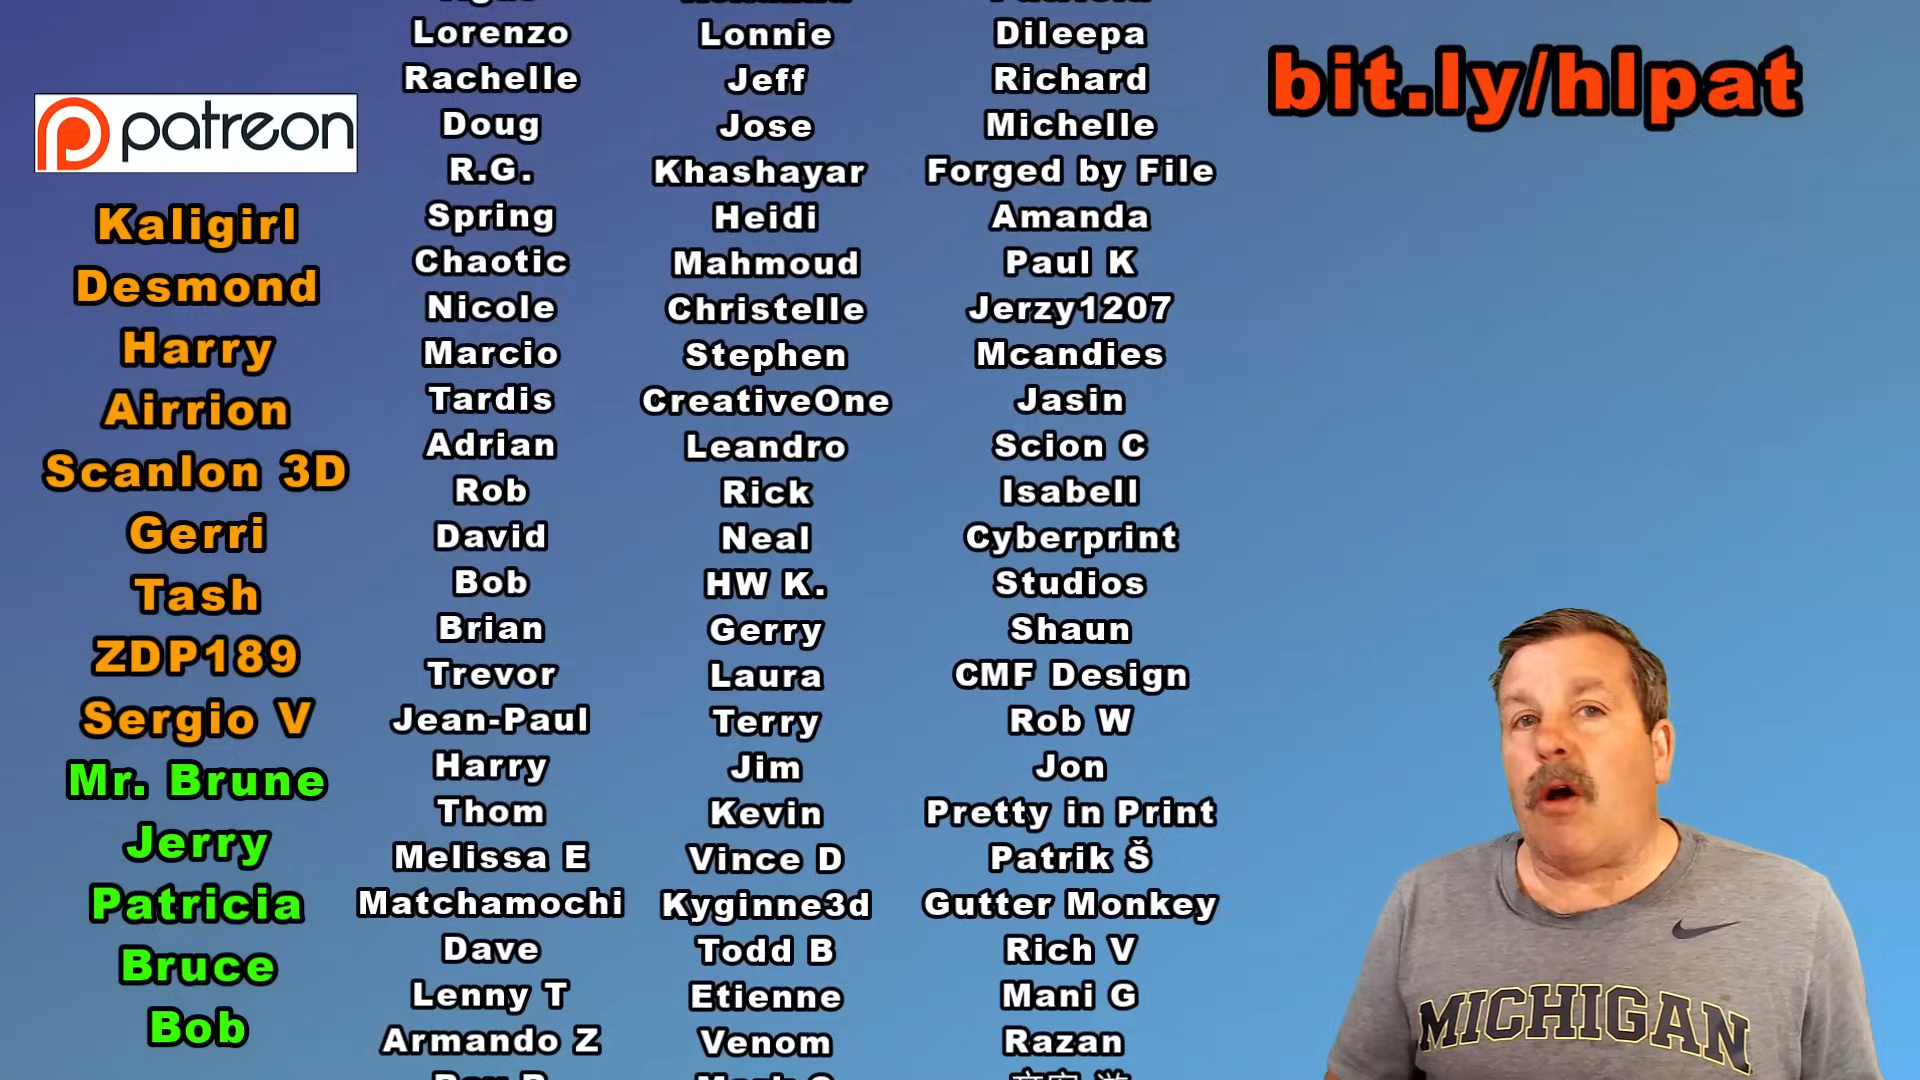 patreon
Kaligirl
Desmond
Harry
Airrion
Scanlon 3D
Gerri
Tash
ZDP189
Sergio V
Mr. Brune
Jerry
Patricia
Bruce
Bob
Lorenzo
Rachelle
Doug
R.G.
Spring
Chaotic
Nicole
Marcio
Tardis
Adrian
Rob
David
Bob
Brian
Trevor
Jean-Paul
Harry
Thom
Melissa E
Matchamochi
Dave
Lenny T
Armando Z
Lonnie
Jeff
Jose
Khashayar
Heidi
Mahmoud
Christelle
Stephen
CreativeOne
Leandro
Rick
Neal
HW K.
Gerry
Laura
Terry
Jim
Kevin
Vince D
Kyginne3d
Todd B
Etienne
Venom
Dileepa
Richard
Michelle
Forged by File
Amanda
Paul K
Jerzy1207
Mcandies
Jasin
Scion C
Isabell
Cyberprint
Studios
Shaun
CMF Design
Rob W
Jon
Pretty in Print
Patrik Š
Gutter Monkey
Rich V
Mani G
Razan
bit.ly/hlpat
MICHIGAN